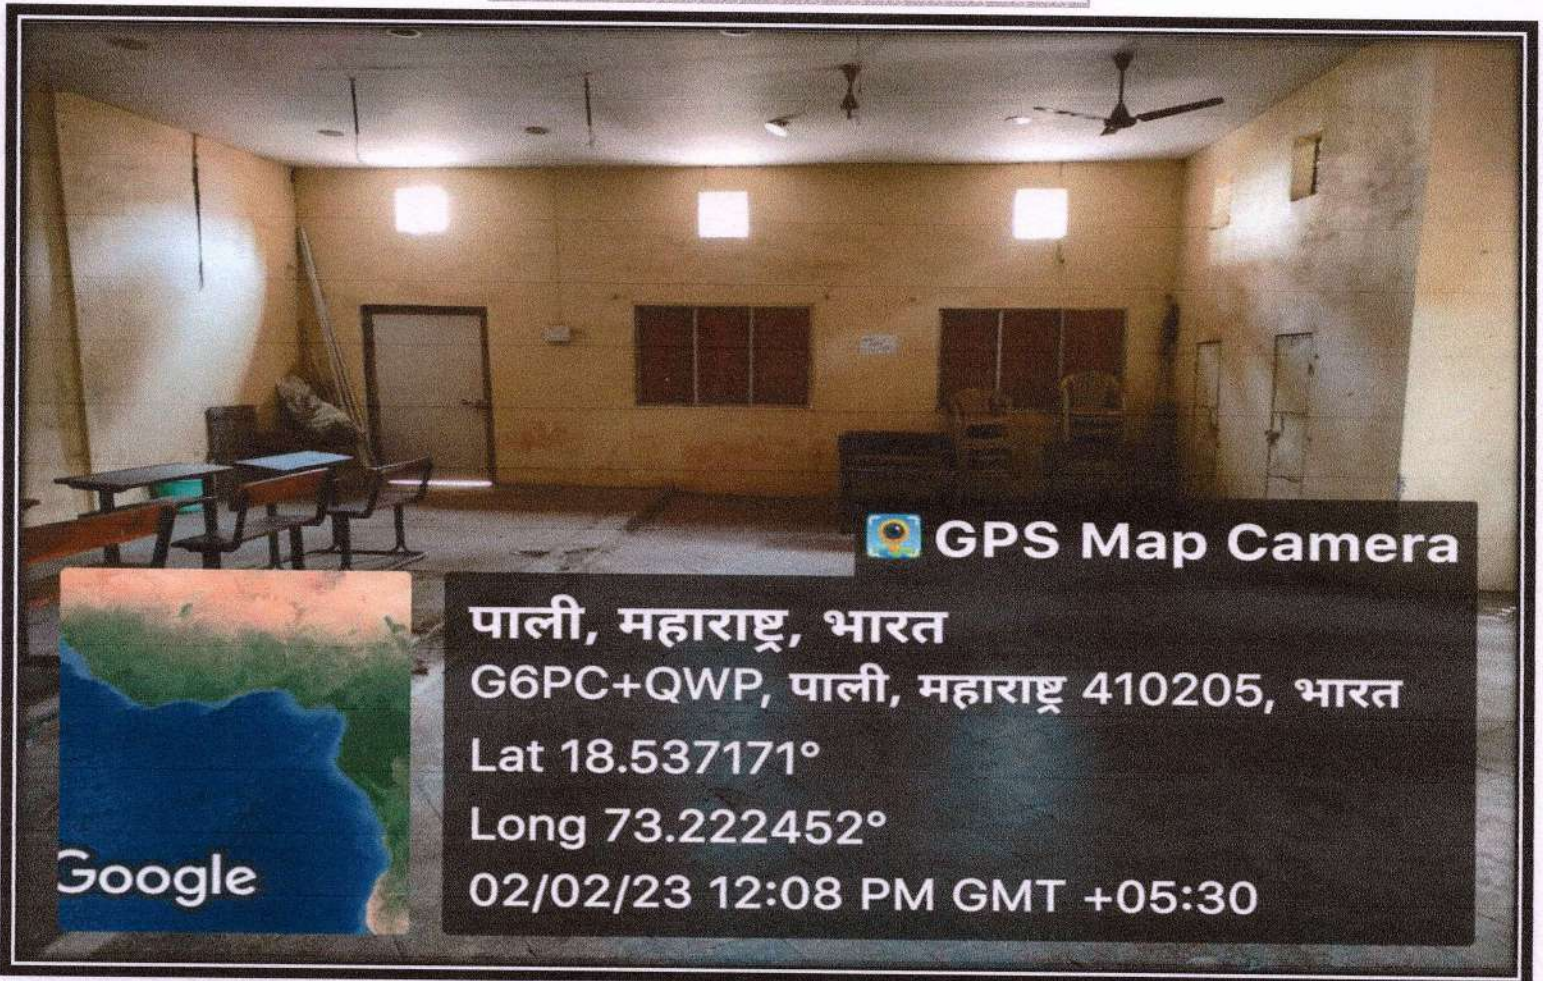 GPS Map Camera
पाली, महाराष्ट्र, भारत
G6PC+QWP, पाली, महाराष्ट्र 410205, भारत
Lat 18.537171°
Long 73.222452°
02/02/23 12:08 PM GMT +05:30
Google